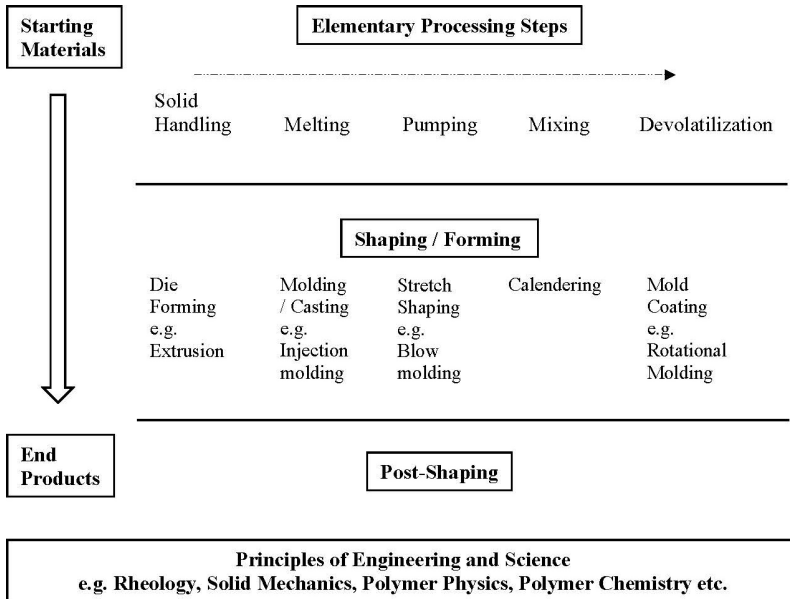 Starting
Materials
Elementary Processing Steps
Solid
Handling
Melting
Pumping
Mixing
Devolatilization
Shaping / Forming
Die
Forming
e.g.
Extrusion
Molding
/ Casting
e.g.
Injection
molding
Stretch
Shaping
e.g.
Blow
molding
Calendering
Mold
Coating
e.g.
Rotational
Molding
End
Products
Post-Shaping
Principles of Engineering and Science
e.g. Rheology, Solid Mechanics, Polymer Physics, Polymer Chemistry etc.